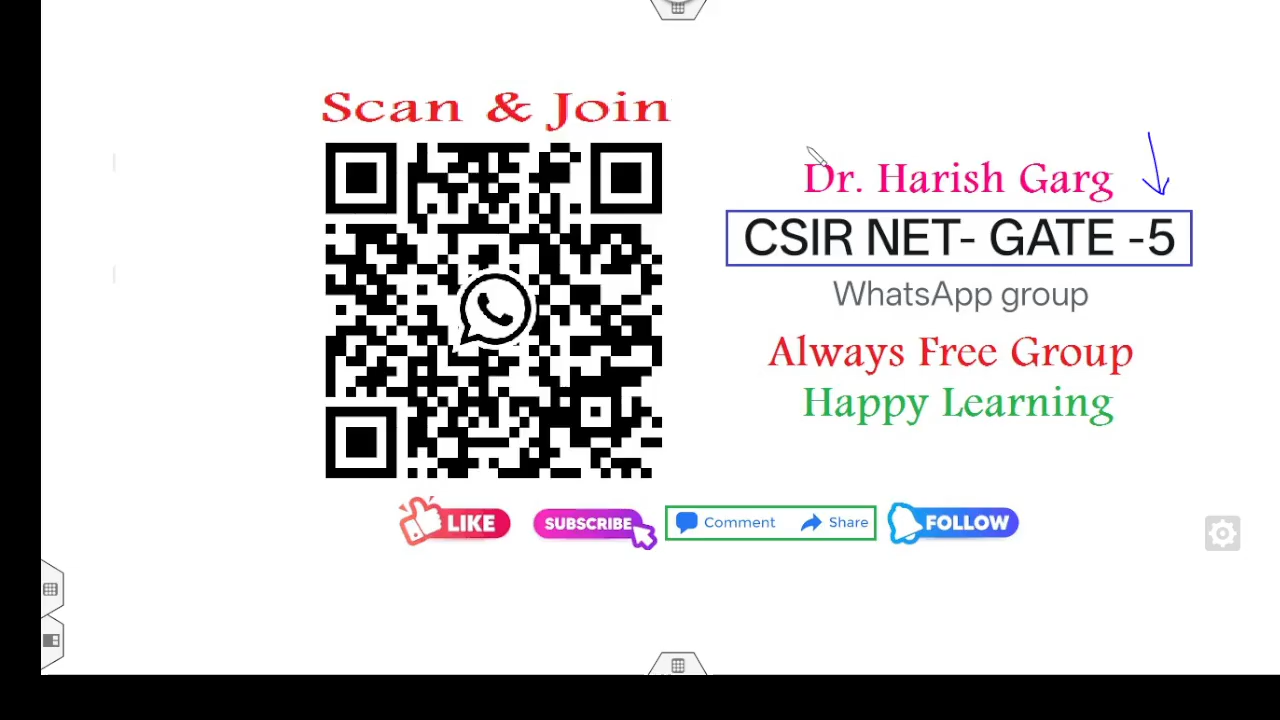 Scan & Join
Dr. Harish Garg
CSIR NET- GATE -5
WhatsApp group
Always Free Group
Happy Learning
LIKE
SUBSCRIBE
Comment Share
FOLLOW